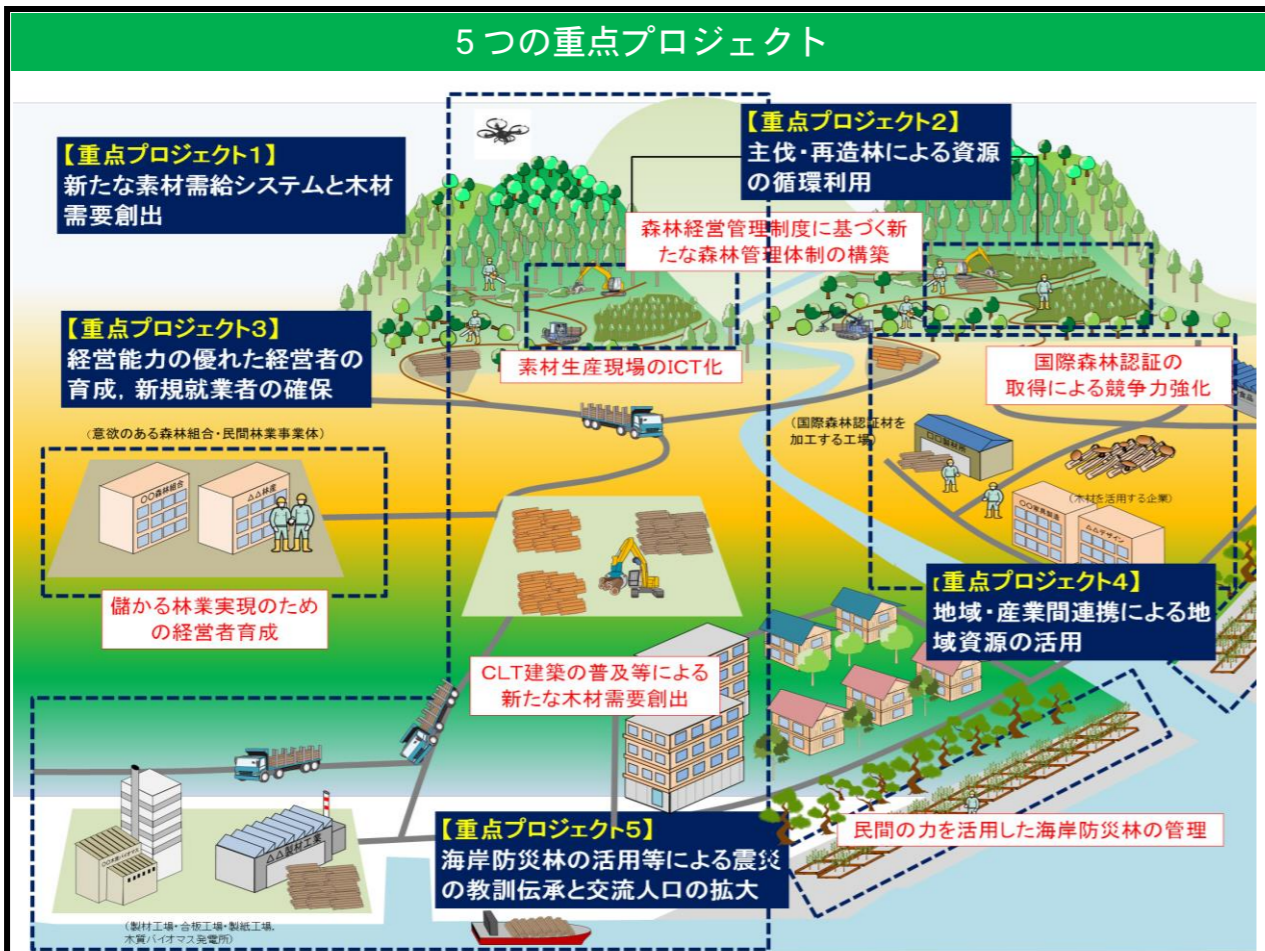 5つの重点プロジェクト
【重点プロジェクト1】
新たな素材需給システムと木材
需要創出
【重点プロジェクト2】
主伐・再造林による資源
の循環利用
森林経営管理制度に基づく新
たな森林管理体制の構築
【重点プロジェクト3】
経営能力の優れた経営者の
育成，新規就業者の確保
素材生産現場のICT化
国際森林認証の
取得による競争力強化
(意欲のある森林組合・民間林業事業体)
〇〇森林組合
△△林産
(国際森林認証材を
加工する工場)
〇〇製材所
(木材を活用する企業)
〇〇家具製造
△△デザイン
儲かる林業実現のため
の経営者育成
【重点プロジェクト4】
地域・産業間連携による地
域資源の活用
CLT建築の普及等による
新たな木材需要創出
【重点プロジェクト5】
海岸防災林の活用等による震災
の教訓伝承と交流人口の拡大
民間の力を活用した海岸防災林の管理
△△製材工業
(製材工場・合板工場・製紙工場，
木質バイオマス発電所)